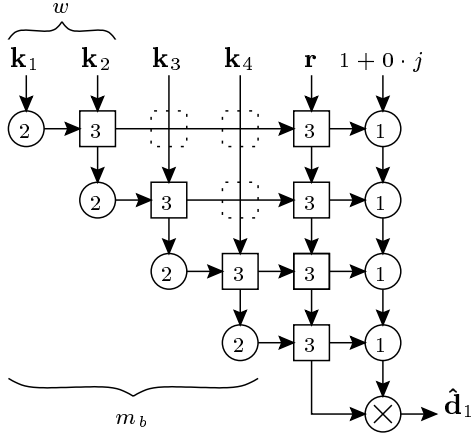 w
k₁ k₂ k₃ k₄ r 1 + 0 · j
2 3 3 1
2 3 3 1
2 3 3 1
2 3 1
m_b
× d̂₁